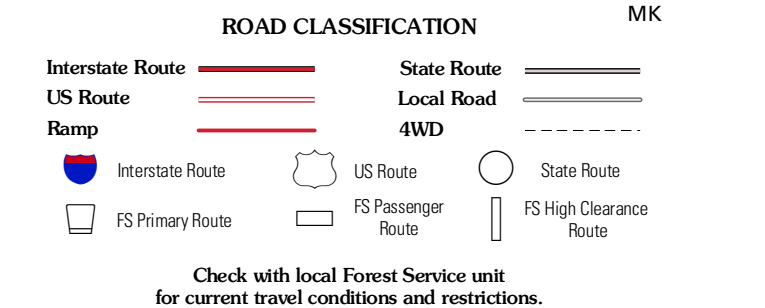 MK
ROAD CLASSIFICATION
Interstate Route
State Route
US Route
Local Road
Ramp
4WD
Interstate Route
US Route
State Route
FS Primary Route
FS Passenger
Route
FS High Clearance
Route
Check with local Forest Service unit
for current travel conditions and restrictions.